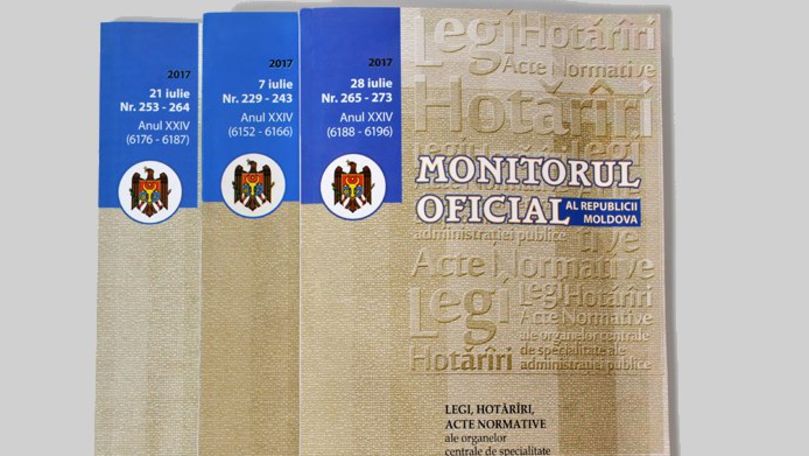 2017
21 iulie
Nr. 253 - 264
Anul XXIV
(6176 - 6187)
2017
7 iulie
Nr. 229 - 243
Anul XXIV
(6152 - 6166)
2017
28 iulie
Nr. 265 - 273
Anul XXIV
(6188 - 6196)
Legi Hotărîri
Acte Normative
Hotărîri
MONITORUL
OFICIAL AL REPUBLICII
MOLDOVA
administrației publice
Acte Normative
Legi Legi Hotărîri
Acte Normative
ale organelor centrale
Hotărîri de specialitate ale
administrației publice
LEGI, HOTĂRÎRI,
ACTE NORMATIVE
ale organelor
centrale de specialitate